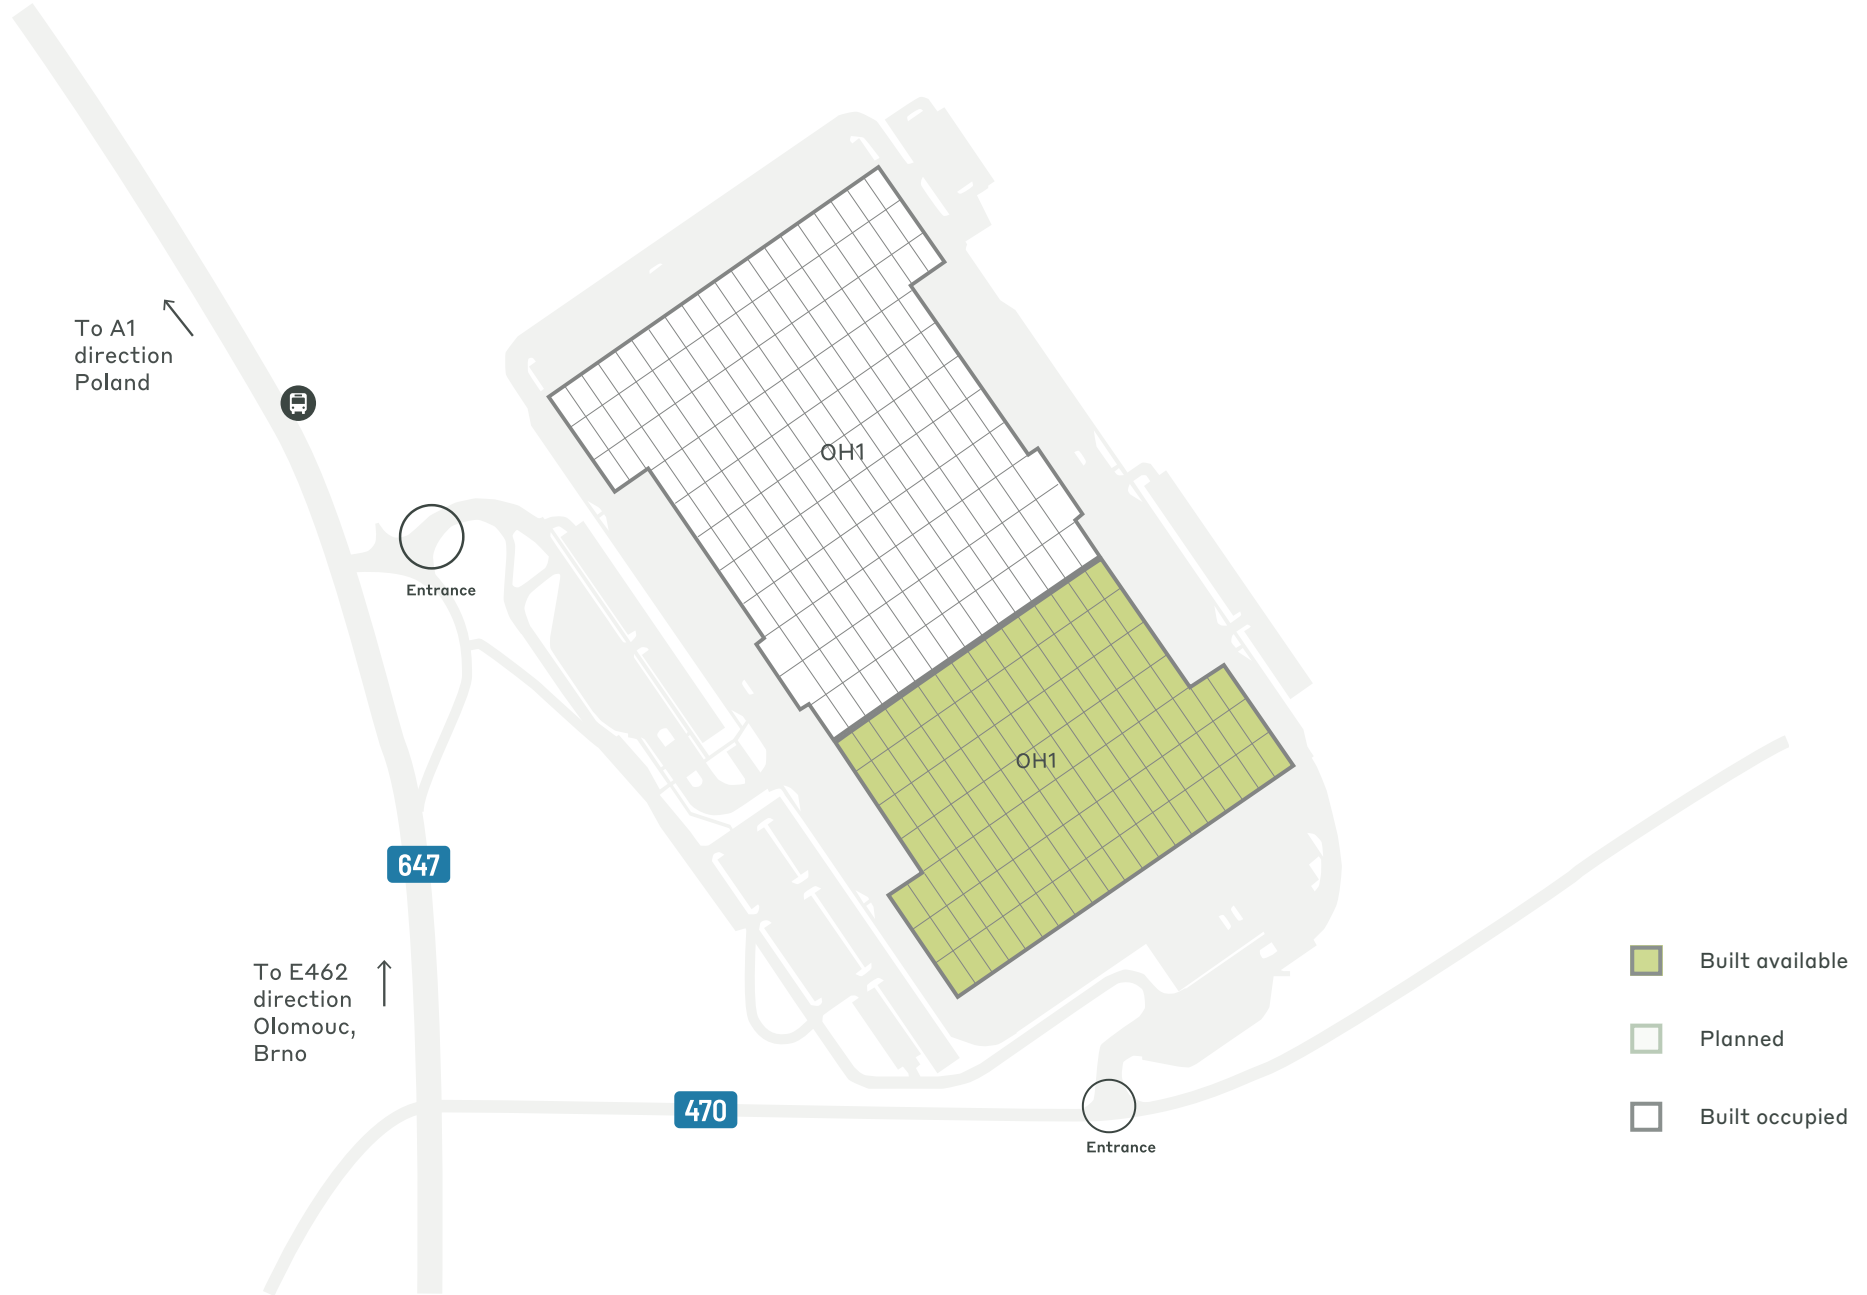 OH1
To A1
direction
Poland
Entrance
OH1
647
To E462
direction
Olomouc,
Brno
470
Entrance
Built available
Planned
Built occupied